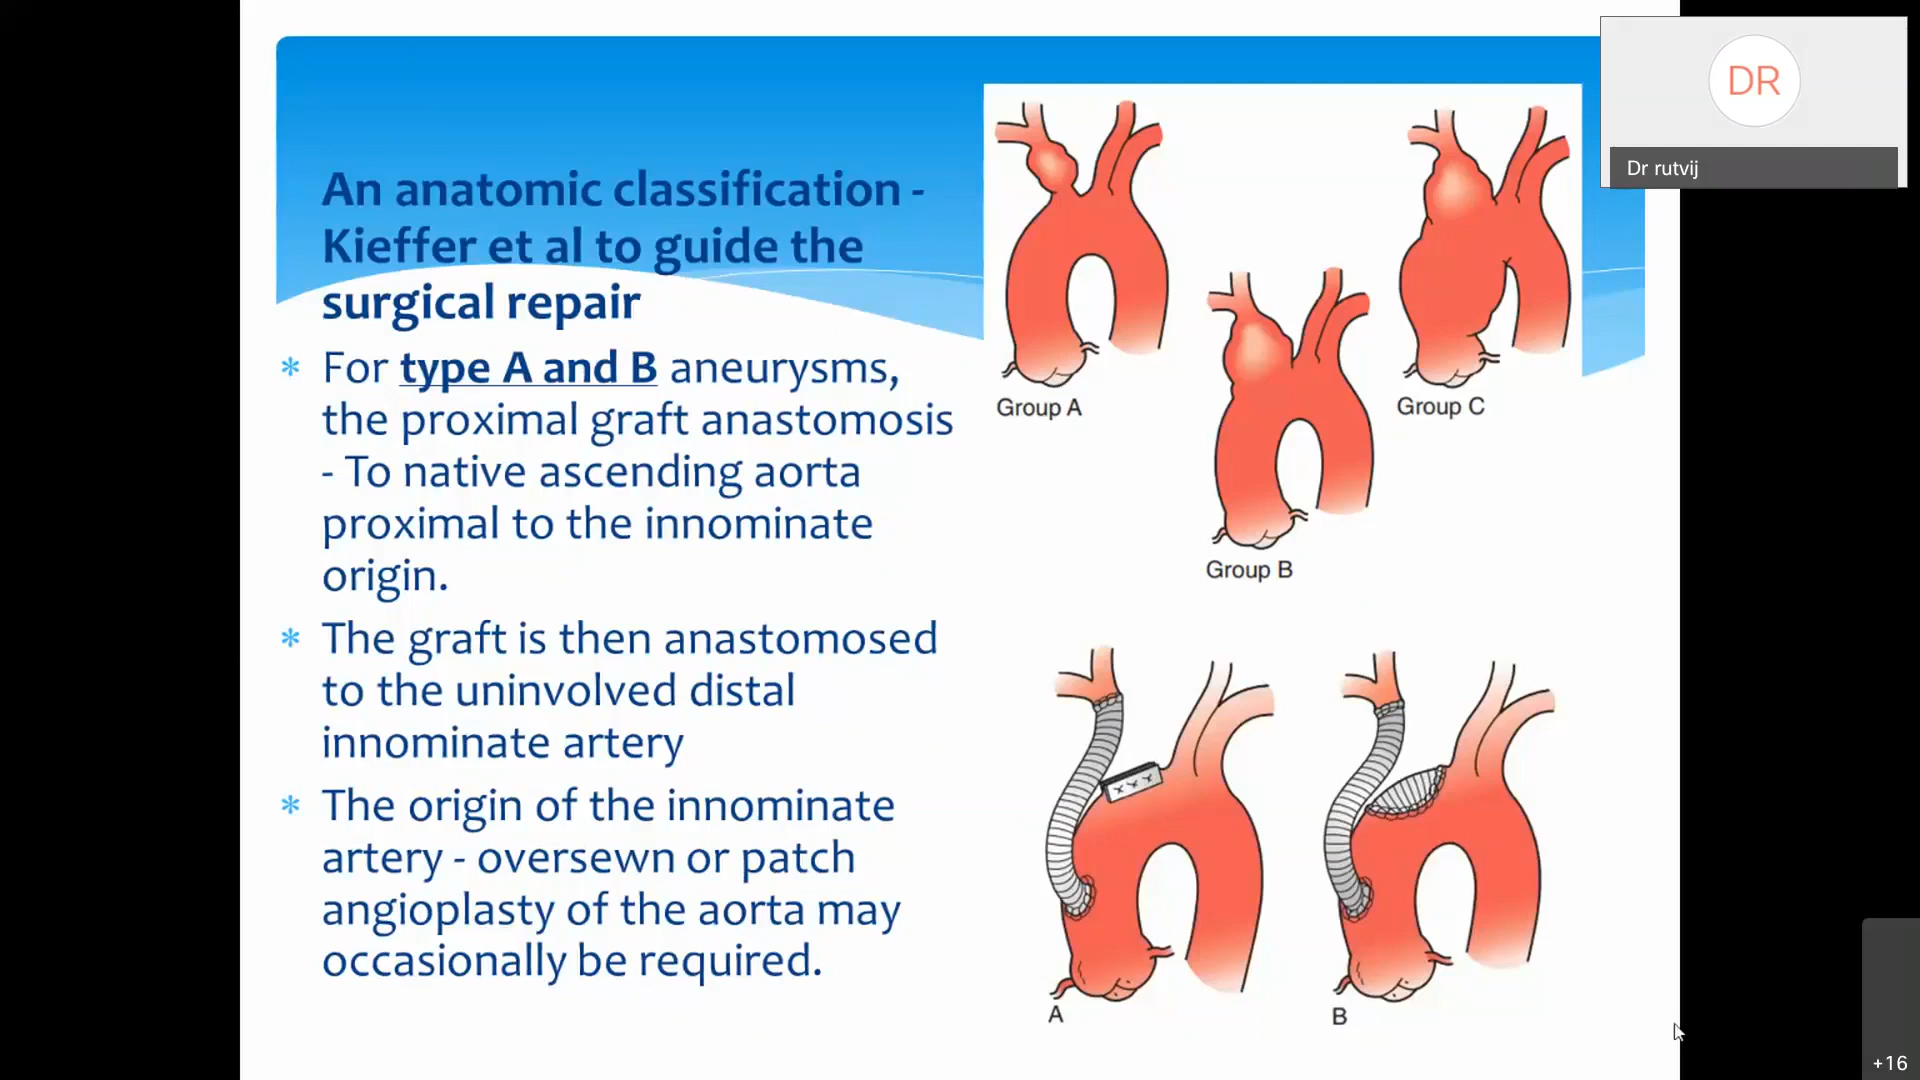 An anatomic classification -
Kieffer et al to guide the
surgical repair
* For type A and B aneurysms,
the proximal graft anastomosis
- To native ascending aorta
proximal to the innominate
origin.
* The graft is then anastomosed
to the uninvolved distal
innominate artery
* The origin of the innominate
artery - oversewn or patch
angioplasty of the aorta may
occasionally be required.
Group A
Group B
Group C
A
B
DR
Dr rutvij
+16